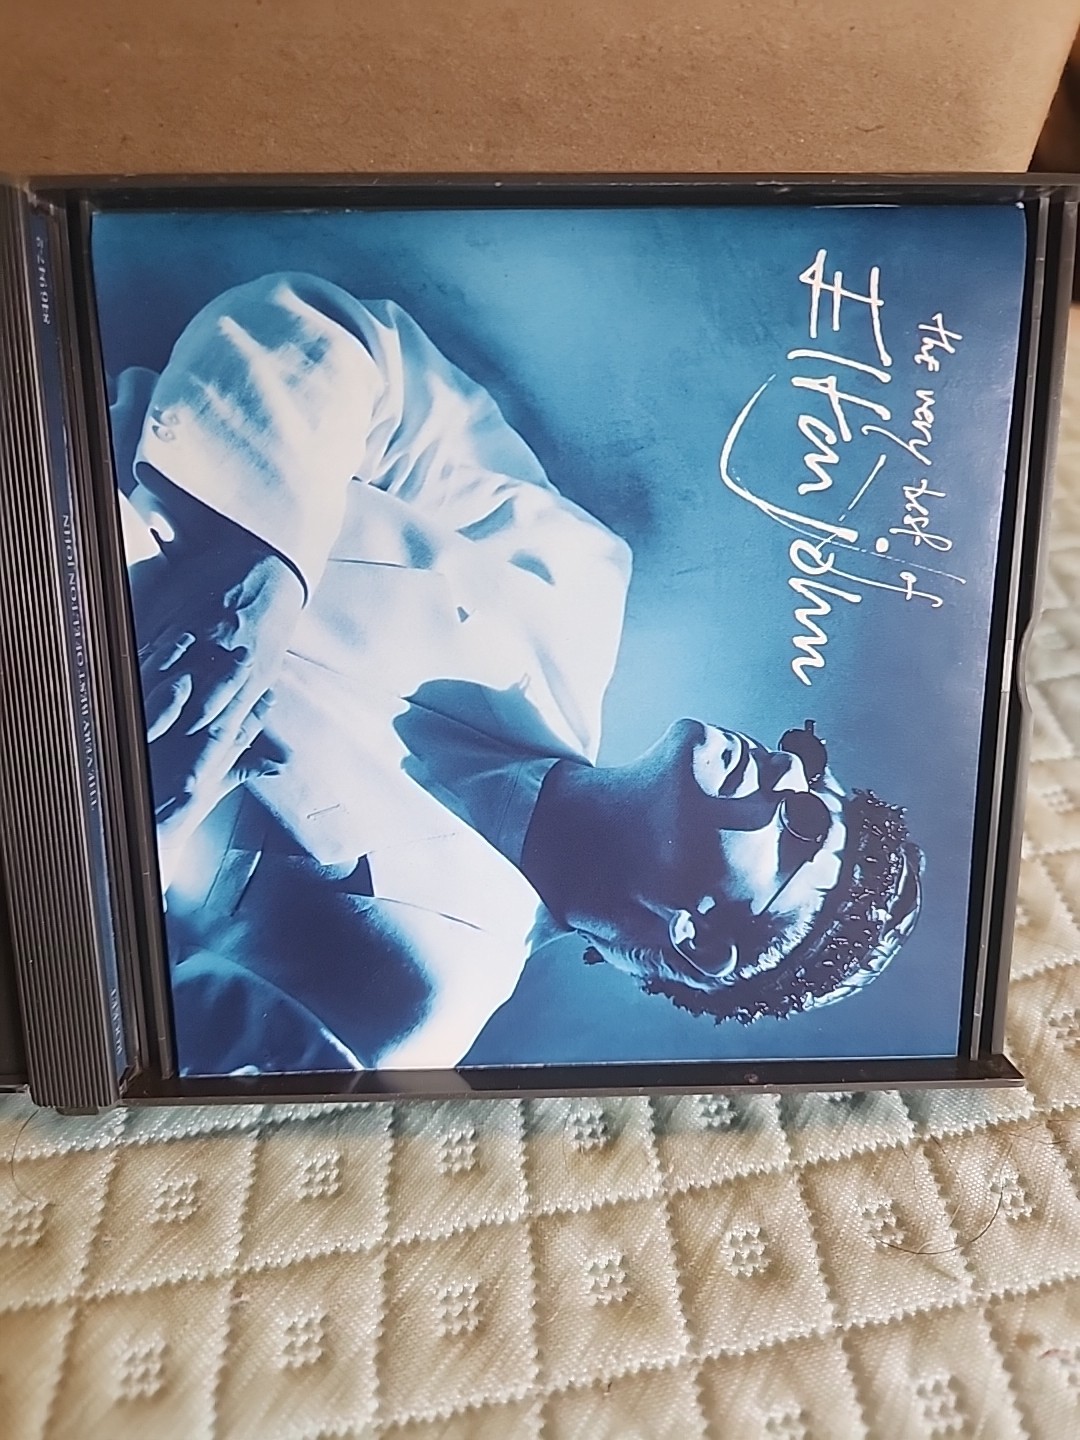 the very best of
Elton John
THE VERY BEST OF ELTON JOHN